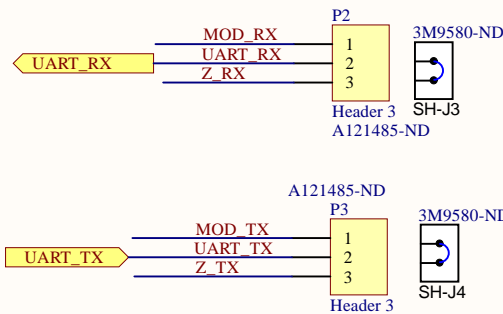 P2
3M9580-ND
MOD_RX
1
UART_RX
UART_RX
2
Z_RX
3
SH-J3
Header 3
A121485-ND
A121485-ND
P3
3M9580-ND
MOD_TX
1
UART_TX
UART_TX
2
Z_TX
3
SH-J4
Header 3